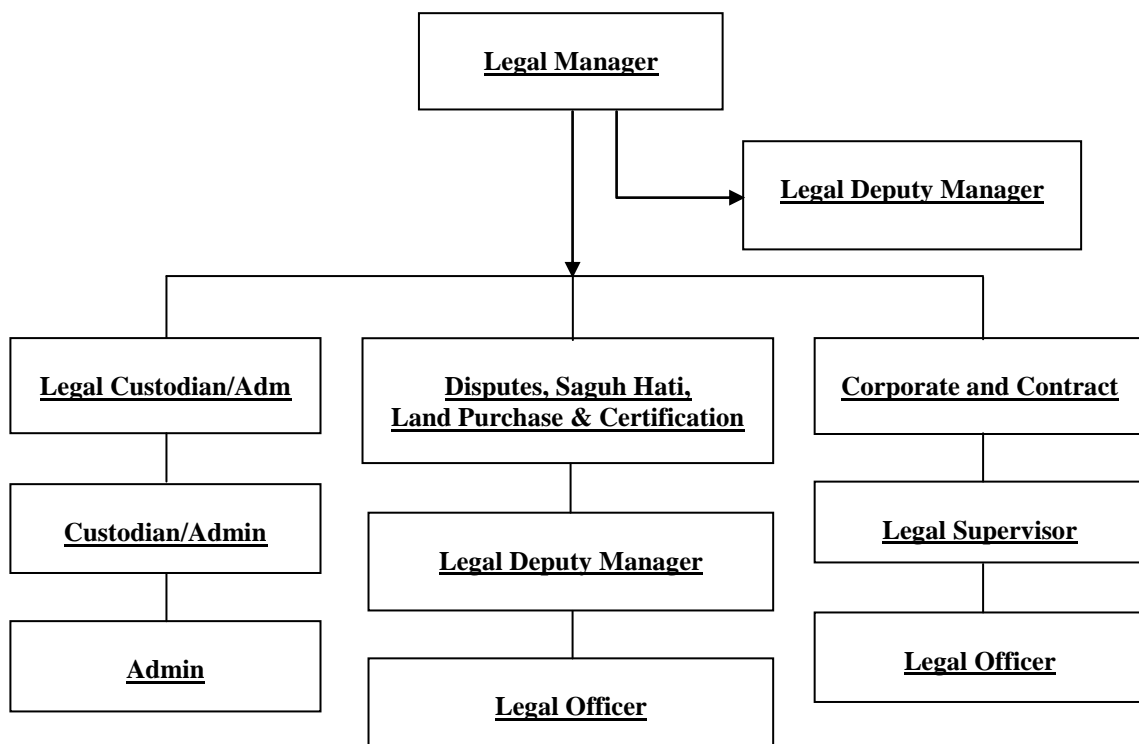 Legal Manager
Legal Deputy Manager
Legal Custodian/Adm
Disputes, Saguh Hati,
Land Purchase & Certification
Corporate and Contract
Custodian/Admin
Legal Deputy Manager
Legal Supervisor
Admin
Legal Officer
Legal Officer